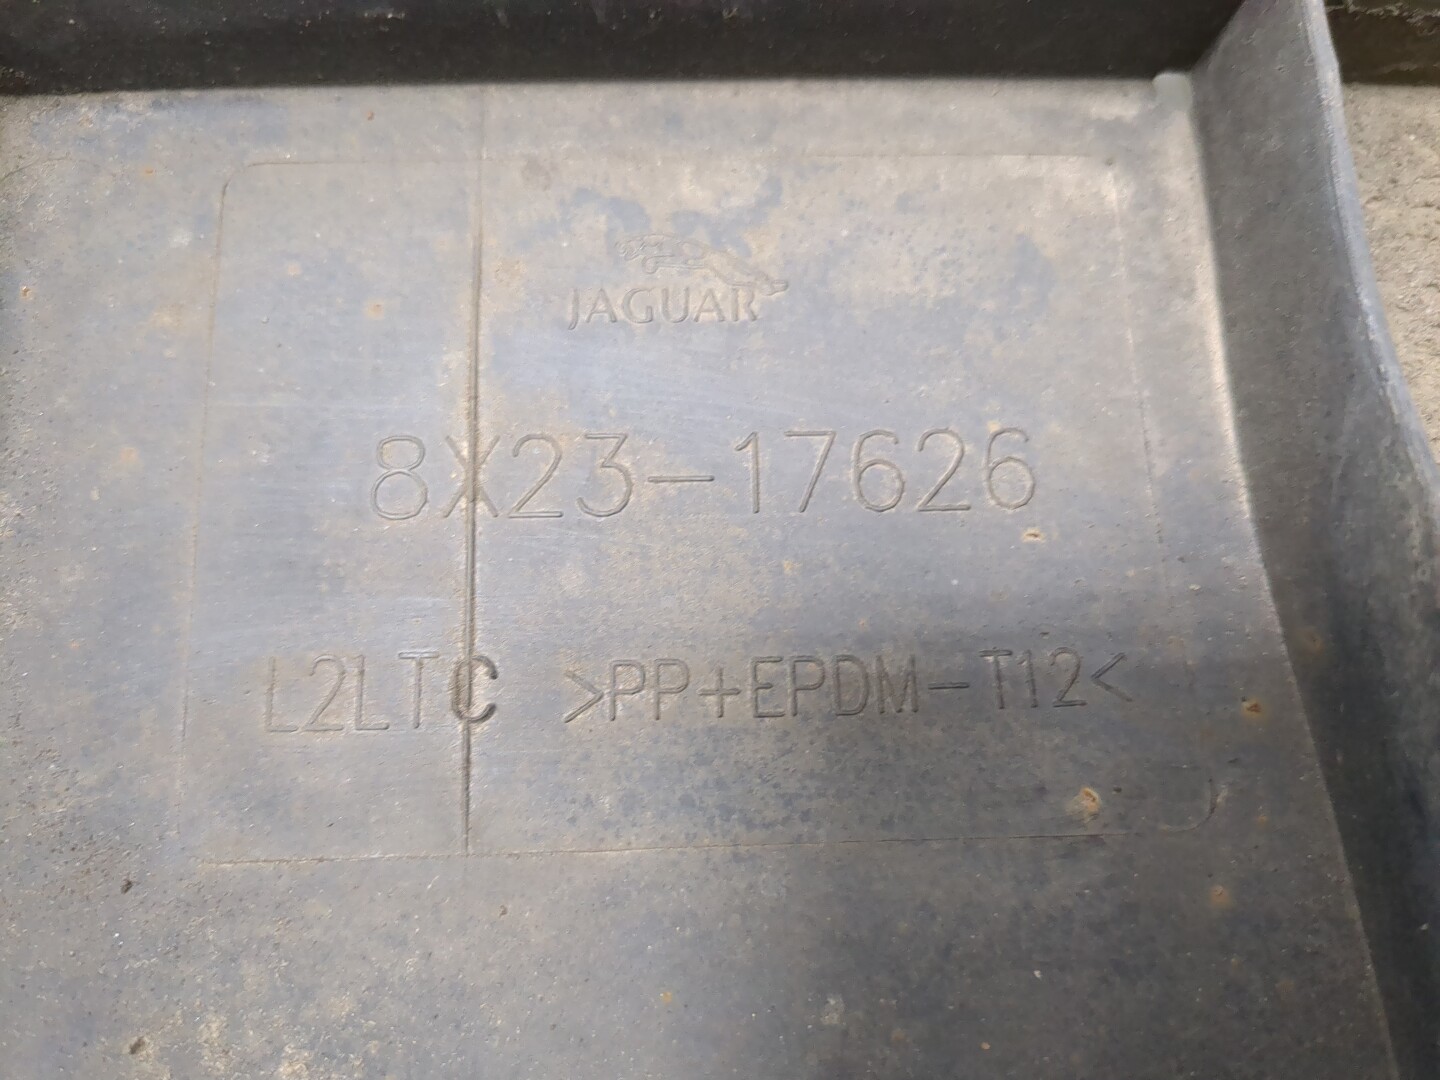 JAGUAR
8X23-17626
L2LTC >PP+EPDM-T12<